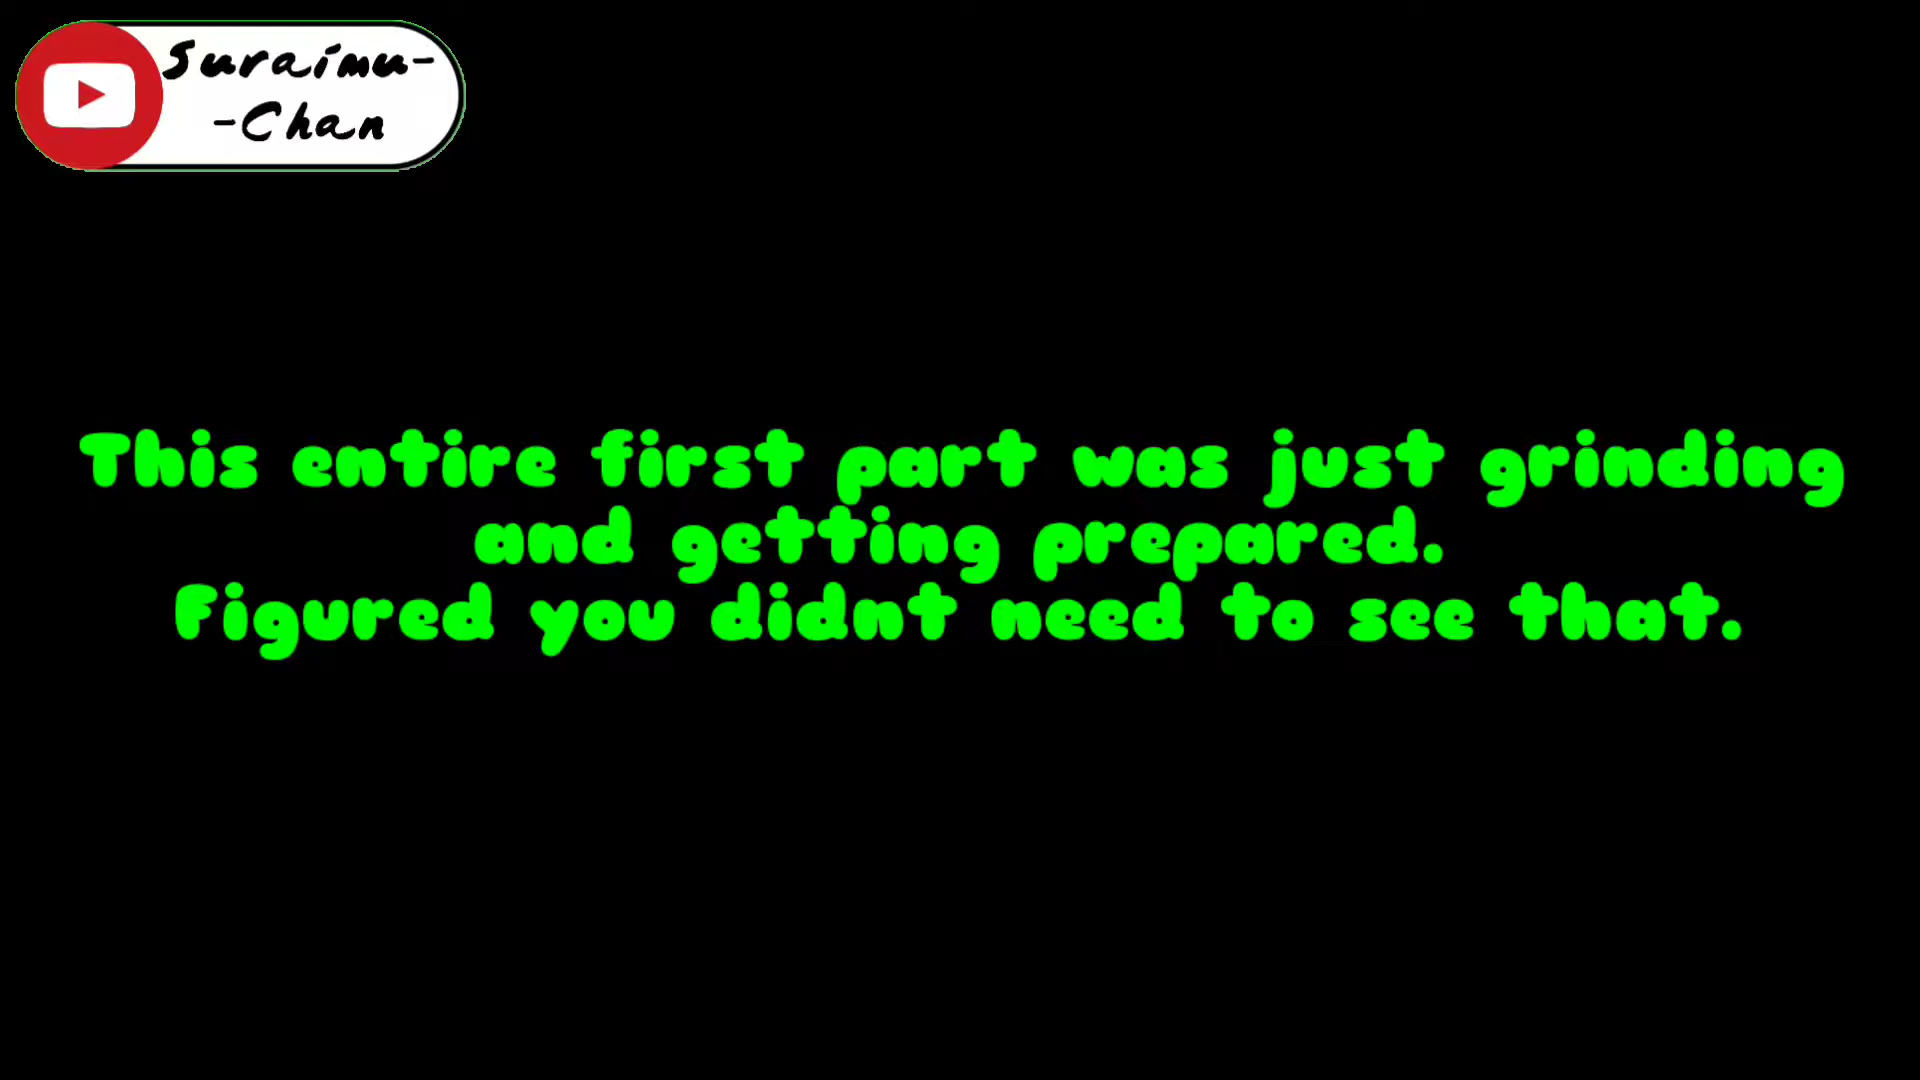 Suraimu-
-Chan
This entire first part was just grinding
and getting prepared.
Figured you didnt need to see that.